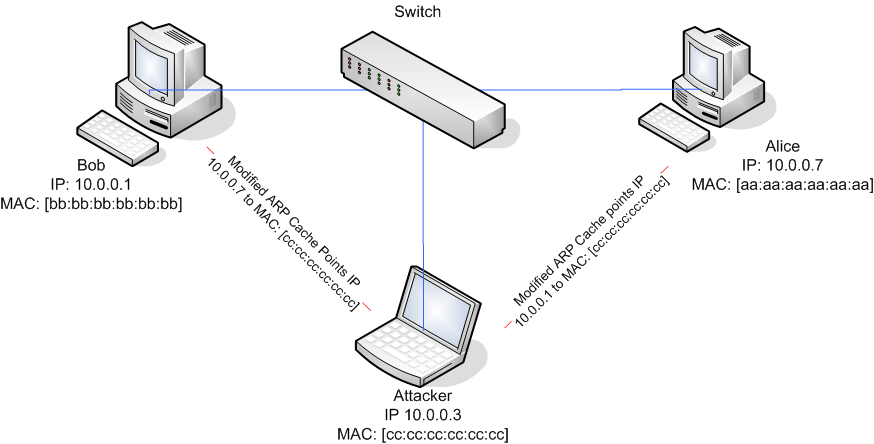 Switch
Bob
IP: 10.0.0.1
MAC: [bb:bb:bb:bb:bb:bb]
Alice
IP: 10.0.0.7
MAC: [aa:aa:aa:aa:aa:aa]
Modified ARP Cache Points IP
10.0.0.7 to MAC: [cc:cc:cc:cc:cc:cc]
Modified ARP Cache points IP
10.0.0.1 to MAC: [cc:cc:cc:cc:cc:cc]
Attacker
IP 10.0.0.3
MAC: [cc:cc:cc:cc:cc:cc]